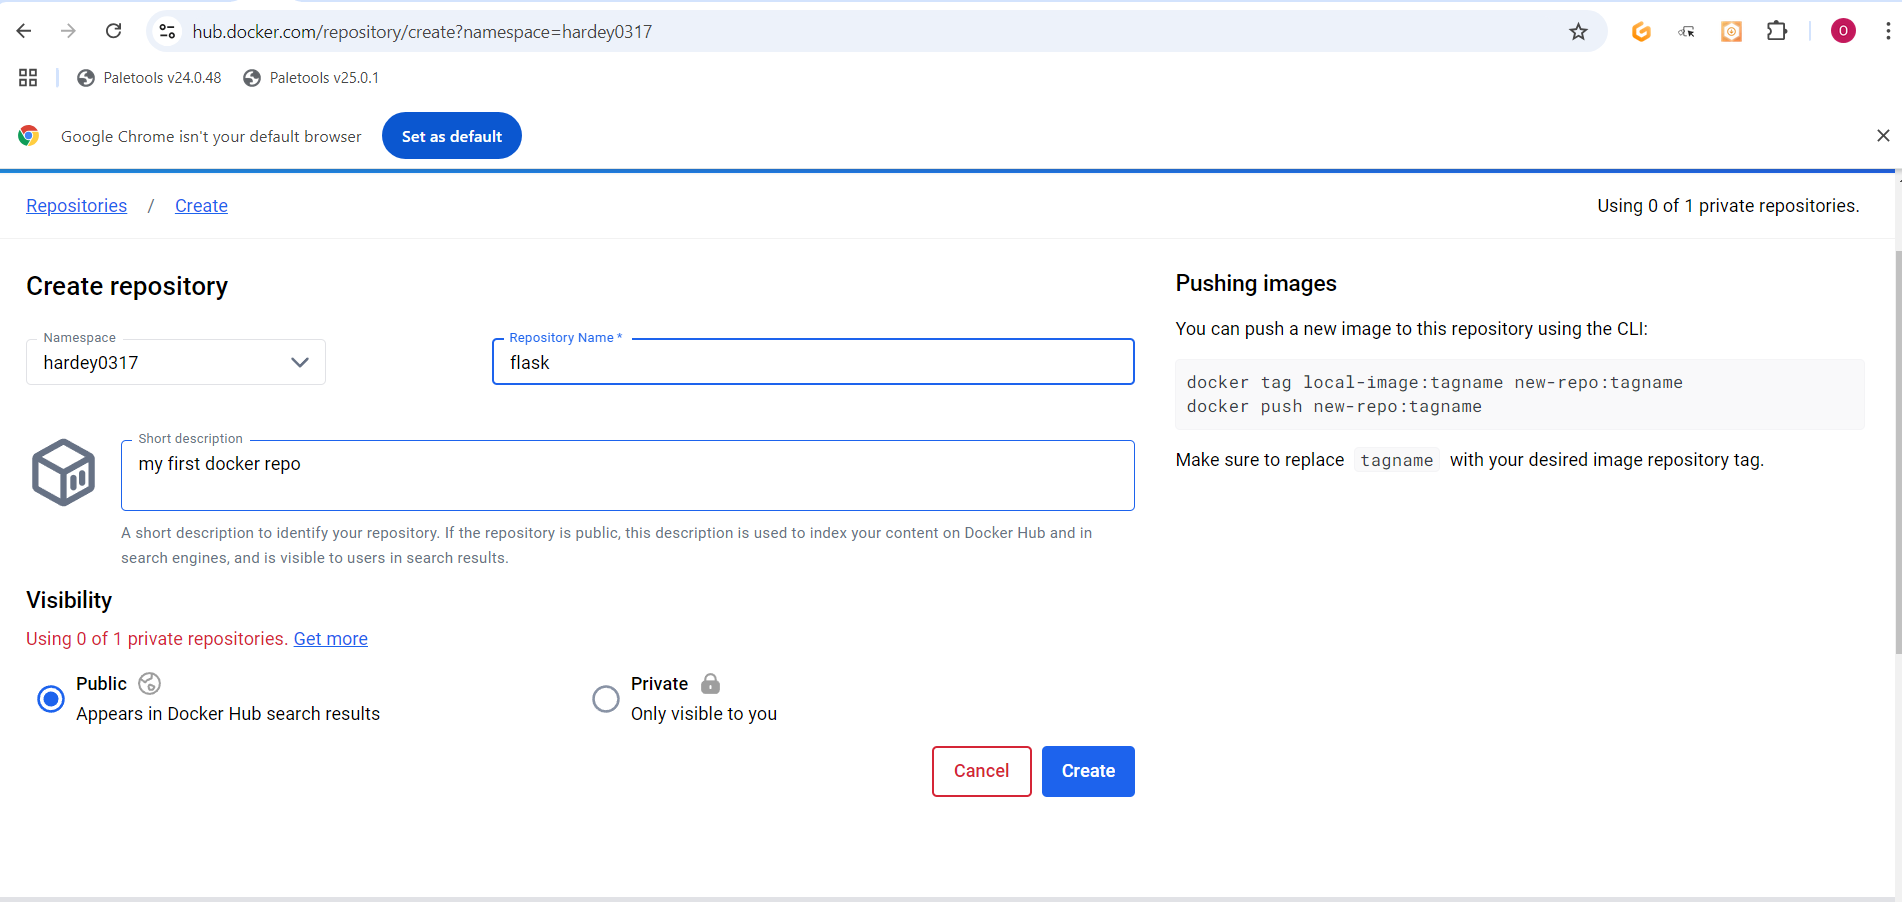 hub.docker.com/repository/create?namespace=hardey0317
O
Paletools v24.0.48
Paletools v25.0.1
Google Chrome isn't your default browser
Set as default
Repositories / Create
Using 0 of 1 private repositories.
Create repository
Namespace
hardey0317
Repository Name *
flask
Short description
my first docker repo
A short description to identify your repository. If the repository is public, this description is used to index your content on Docker Hub and in
search engines, and is visible to users in search results.
Visibility
Using 0 of 1 private repositories. Get more
Public
Appears in Docker Hub search results
Private
Only visible to you
Cancel
Create
Pushing images
You can push a new image to this repository using the CLI:
docker tag local-image:tagname new-repo:tagname
docker push new-repo:tagname
Make sure to replace tagname with your desired image repository tag.